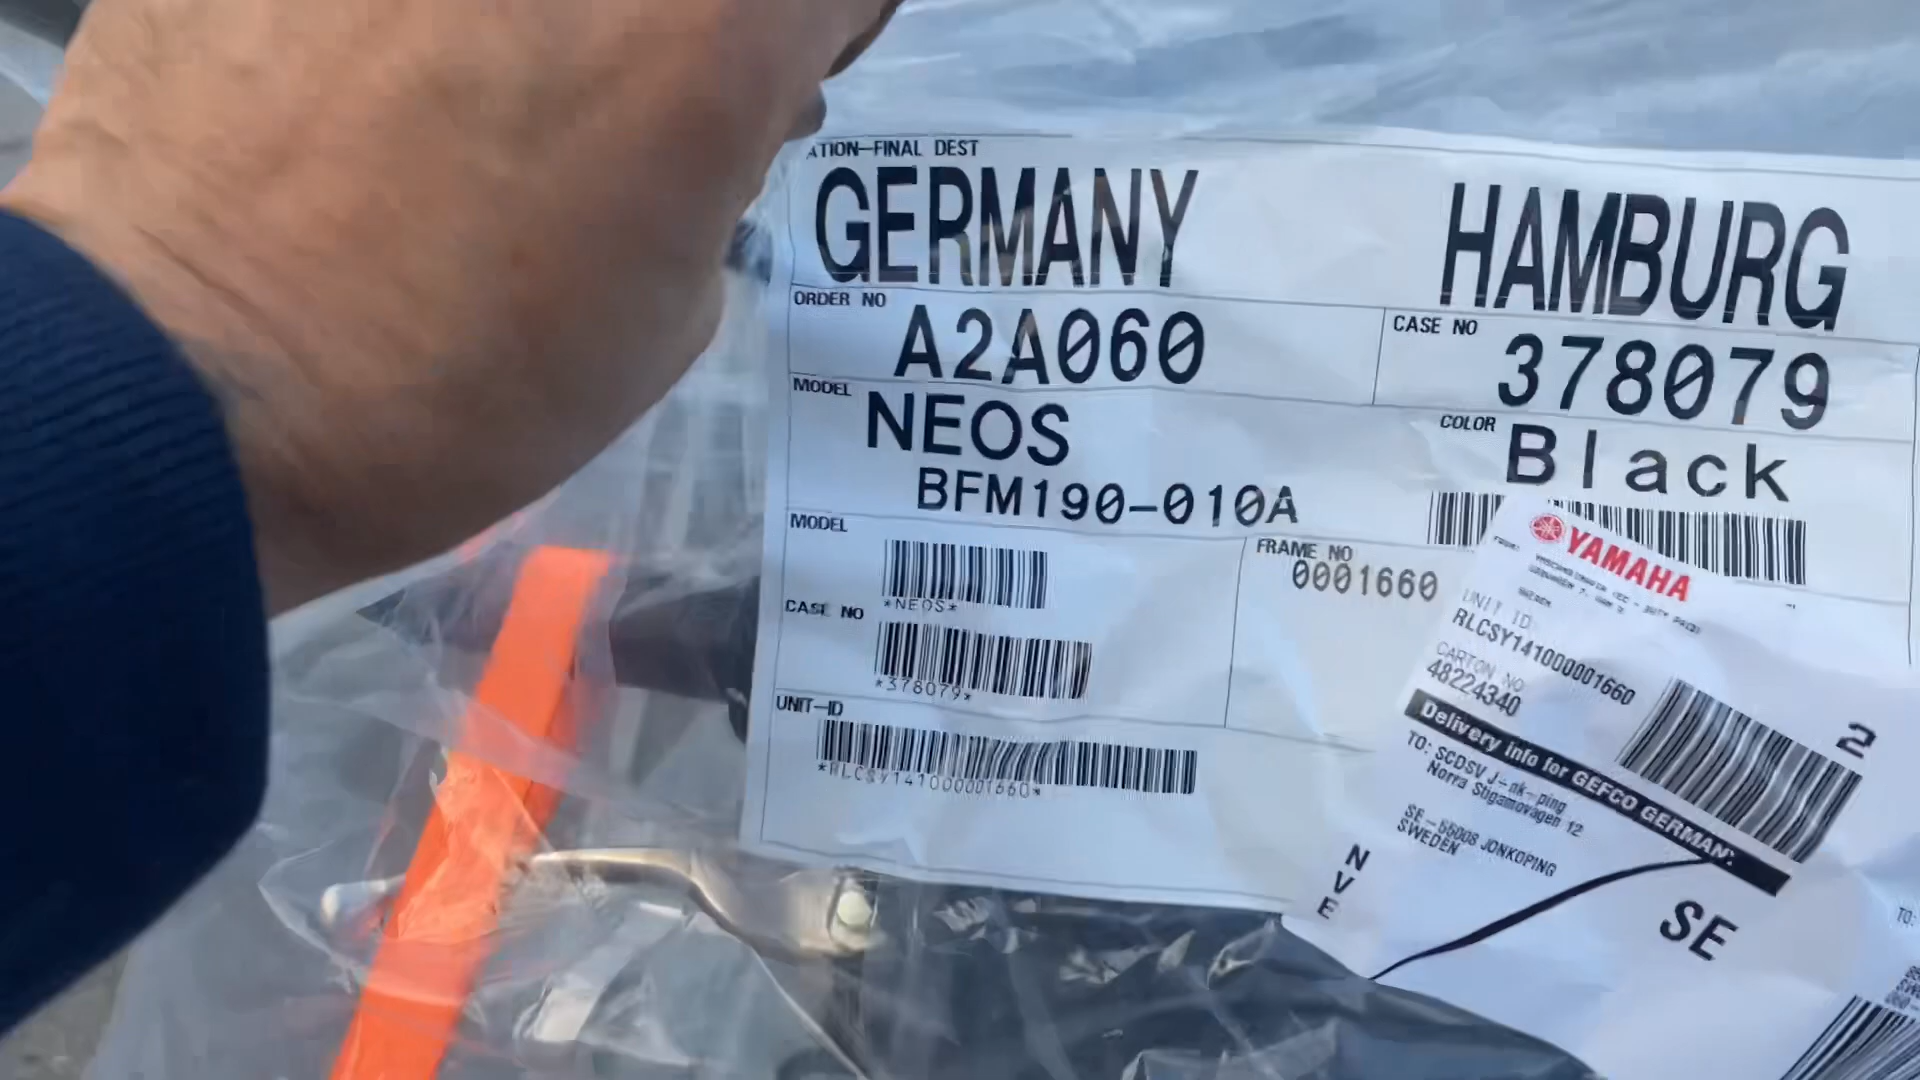 ATION-FINAL DEST
GERMANY HAMBURG
ORDER NO A2A060
CASE NO 378079
MODEL NEOS
COLOR Black
BFM190-010A
MODEL
*NEOS*
FRAME NO
0001660
CASE NO
*378079*
UNIT-ID
*RLCSY141000001660*
YAMAHA
UNIT ID
RLCSY141000001660
CARTON NO
48224340
2
Delivery info for GEFCO GERMANY
TO: SCDSV
Norra Stigamovägen 12
SE-55008 JONKOPING
SWEDEN
NVE
SE
TO: